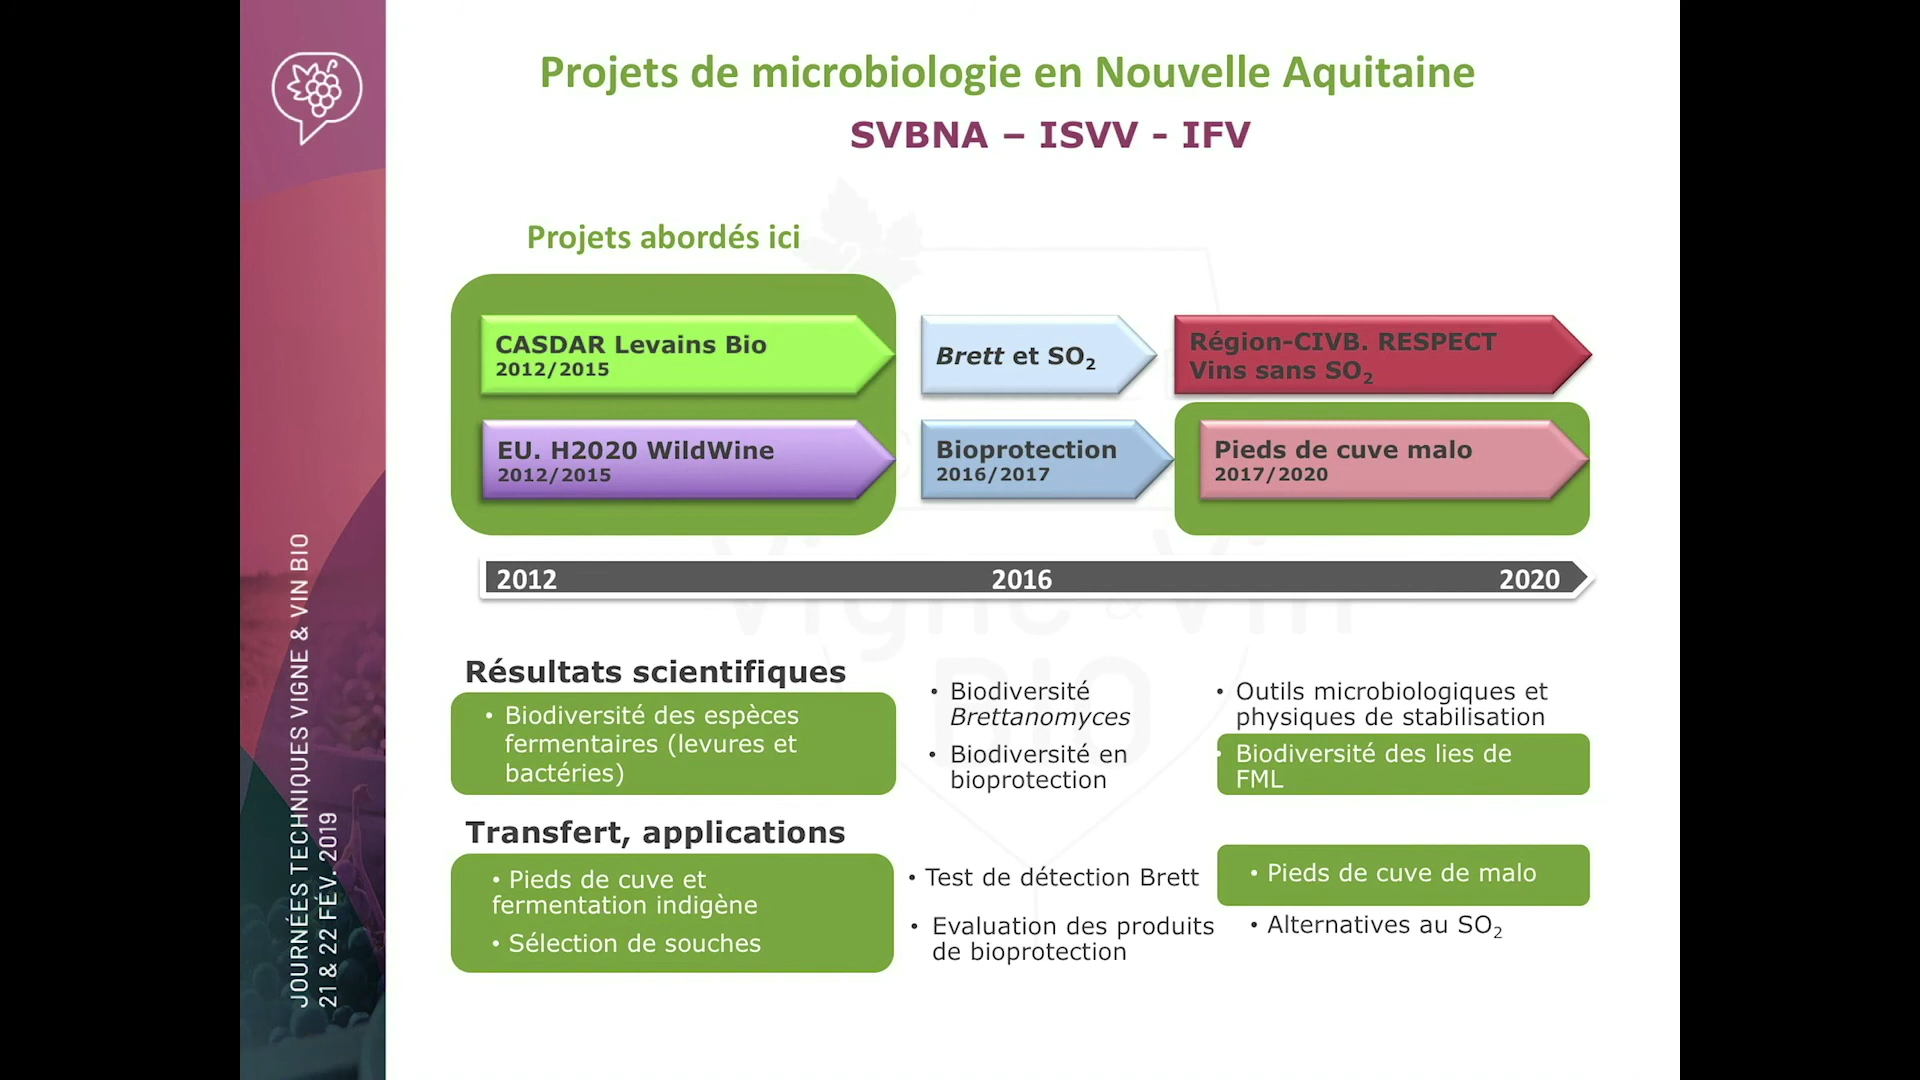 Projets de microbiologie en Nouvelle Aquitaine
SVBNA – ISVV - IFV
Projets abordés ici
CASDAR Levains Bio
2012/2015
Brett et SO₂
Région-CIVB. RESPECT
Vins sans SO₂
EU. H2020 WildWine
2012/2015
Bioprotection
2016/2017
Pieds de cuve malo
2017/2020
2012 2016 2020
Résultats scientifiques
• Biodiversité des espèces
fermentaires (levures et
bactéries)
• Biodiversité
Brettanomyces
• Biodiversité en
bioprotection
• Outils microbiologiques et
physiques de stabilisation
• Biodiversité des lies de
FML
Transfert, applications
• Pieds de cuve et
fermentation indigène
• Sélection de souches
• Test de détection Brett
• Evaluation des produits
de bioprotection
• Pieds de cuve de malo
• Alternatives au SO₂
JOURNÉES TECHNIQUES VIGNE & VIN BIO
21 & 22 FÉV. 2019
Vigne & Vin
BIO